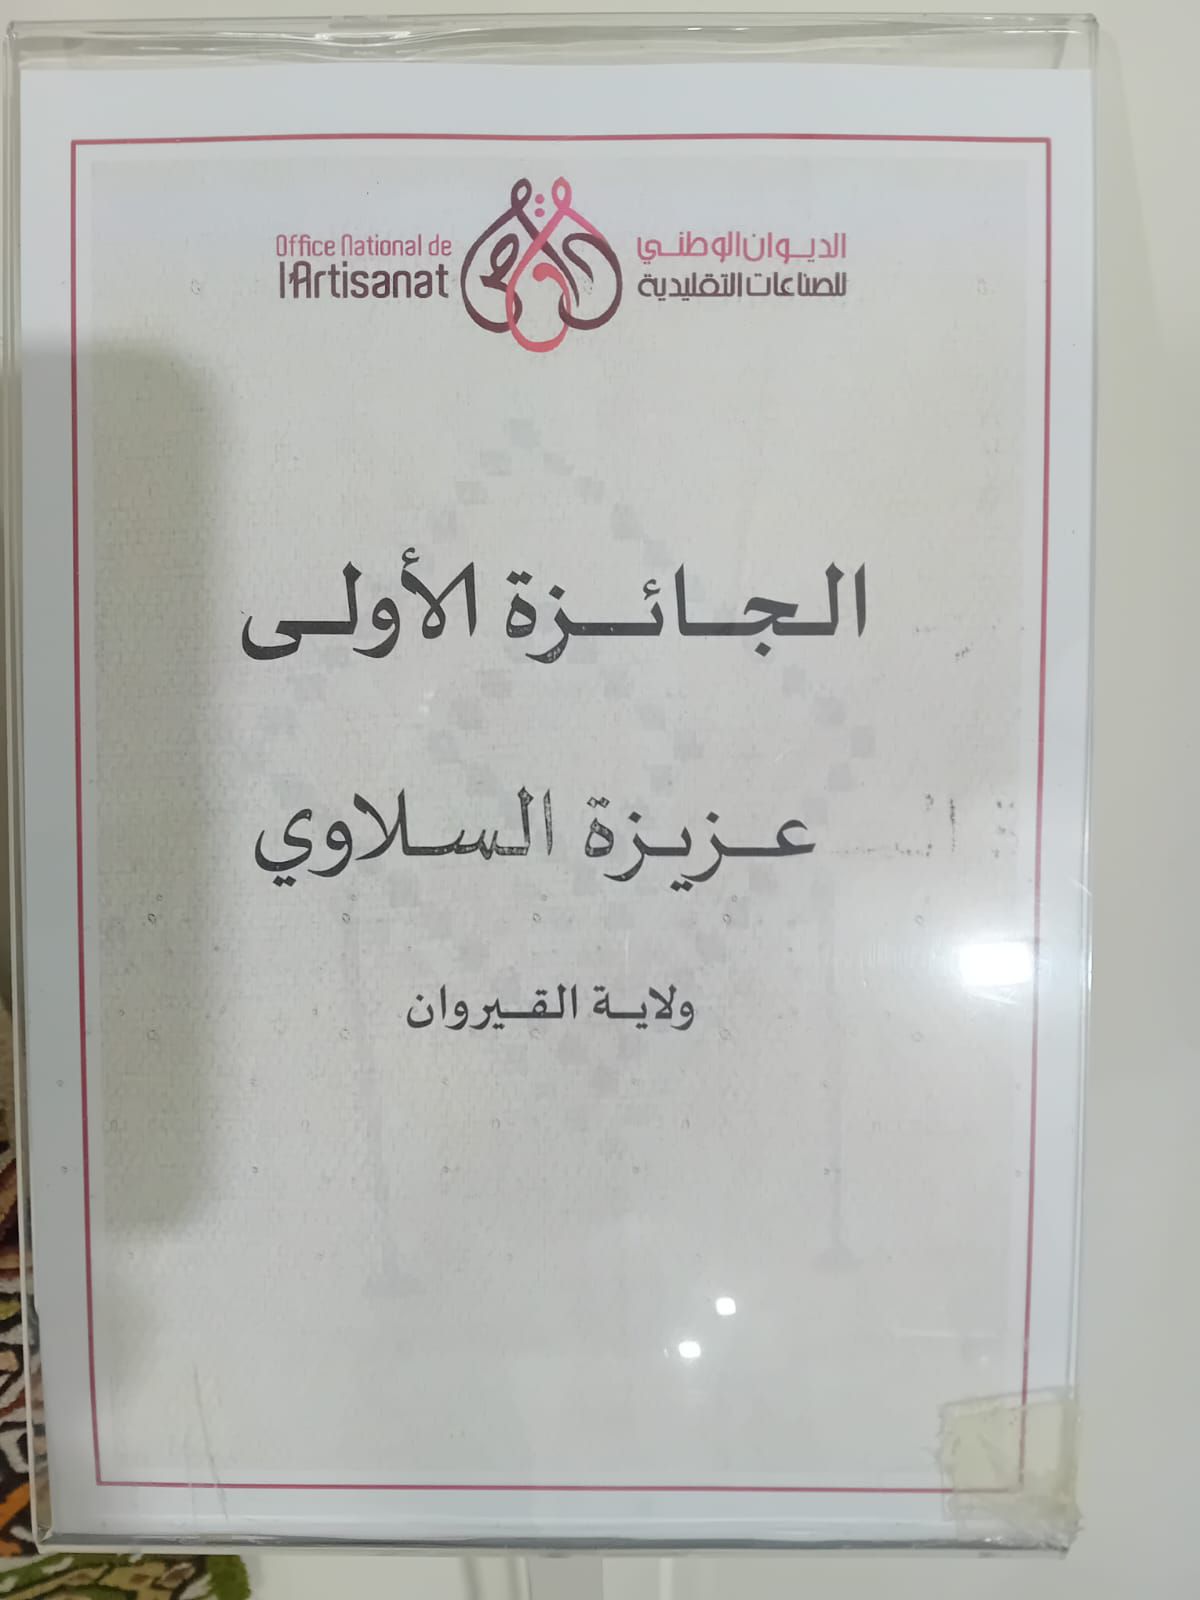 Office National de
l'Artisanat
الديوان الوطني
للصناعات التقليدية
الجائزة الأولى
عزيزة السلاوي
ولاية القيروان